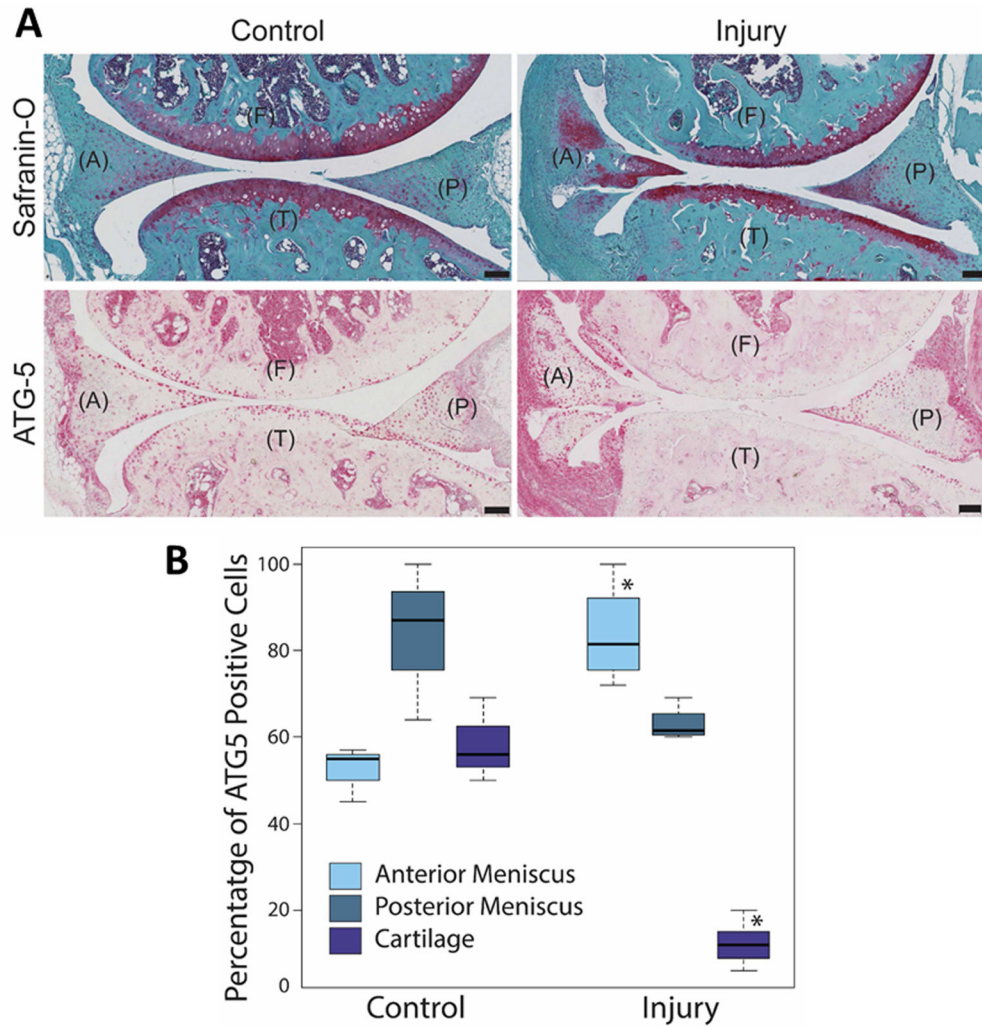 A
Control
Injury
Safranin-O
(F)
(A)
(P)
(T)
(F)
(A)
(P)
(T)
ATG-5
(F)
(A)
(P)
(T)
(F)
(A)
(P)
(T)
B
Percentatge of ATG5 Positive Cells
100
80
60
40
20
0
*
*
Anterior Meniscus
Posterior Meniscus
Cartilage
Control
Injury